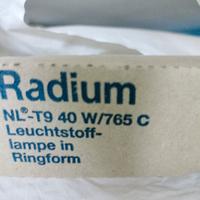 Radium
NL®-T9 40 W/765 C
Leuchtstoff-
lampe in
Ringform